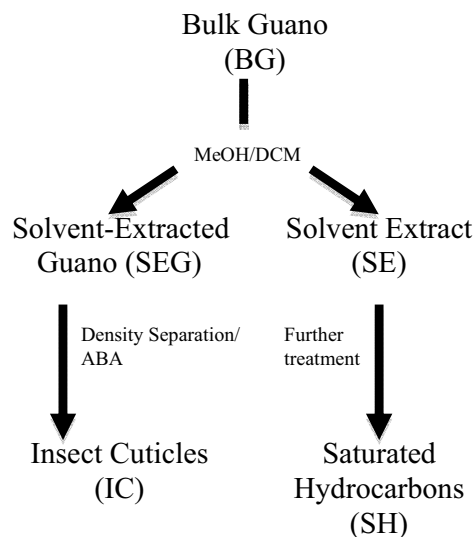 Bulk Guano
(BG)
MeOH/DCM
Solvent-Extracted
Guano (SEG)
Solvent Extract
(SE)
Density Separation/
ABA
Further
treatment
Insect Cuticles
(IC)
Saturated
Hydrocarbons
(SH)